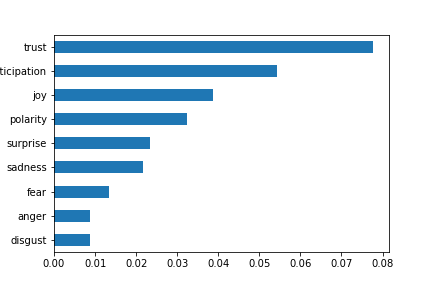 trust
ticipation
joy
polarity
surprise
sadness
fear
anger
disgust
0.00 0.01 0.02 0.03 0.04 0.05 0.06 0.07 0.08